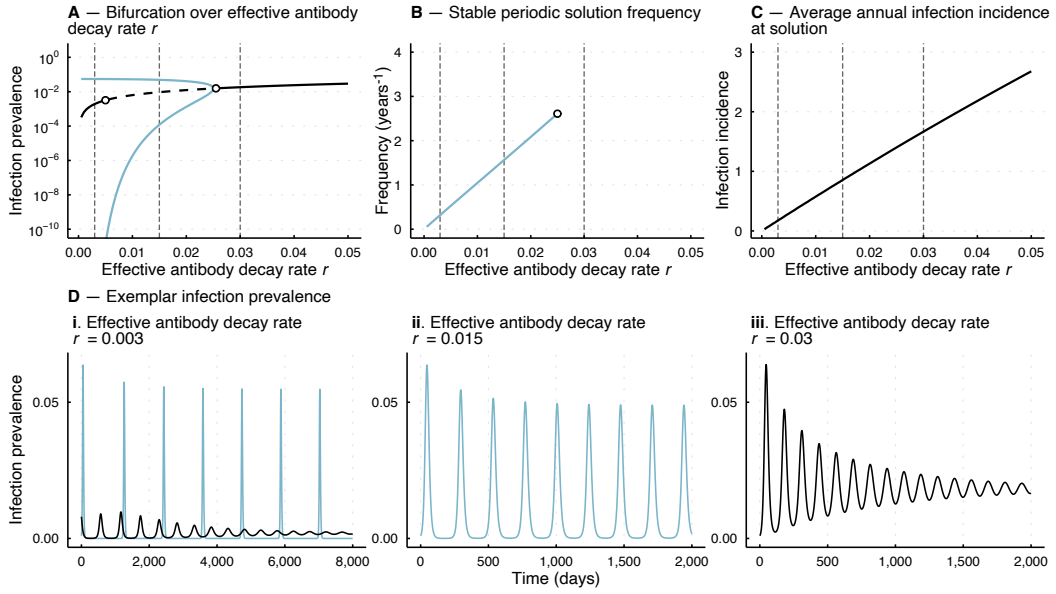 A — Bifurcation over effective antibody
decay rate r
B — Stable periodic solution frequency
C — Average annual infection incidence
at solution
Infection prevalence
10⁰
10⁻²
10⁻⁴
10⁻⁶
10⁻⁸
10⁻¹⁰
0.00 0.01 0.02 0.03 0.04 0.05
Effective antibody decay rate r
Frequency (years⁻¹)
4
3
2
1
0
0.00 0.01 0.02 0.03 0.04 0.05
Effective antibody decay rate r
Infection incidence
3
2
1
0
0.00 0.01 0.02 0.03 0.04 0.05
Effective antibody decay rate r
D — Exemplar infection prevalence
i. Effective antibody decay rate
r = 0.003
ii. Effective antibody decay rate
r = 0.015
iii. Effective antibody decay rate
r = 0.03
Infection prevalence
0.05
0.00
0 2,000 4,000 6,000 8,000
0.05
0.00
0 500 1,000 1,500 2,000
0.05
0.00
0 500 1,000 1,500 2,000
Time (days)